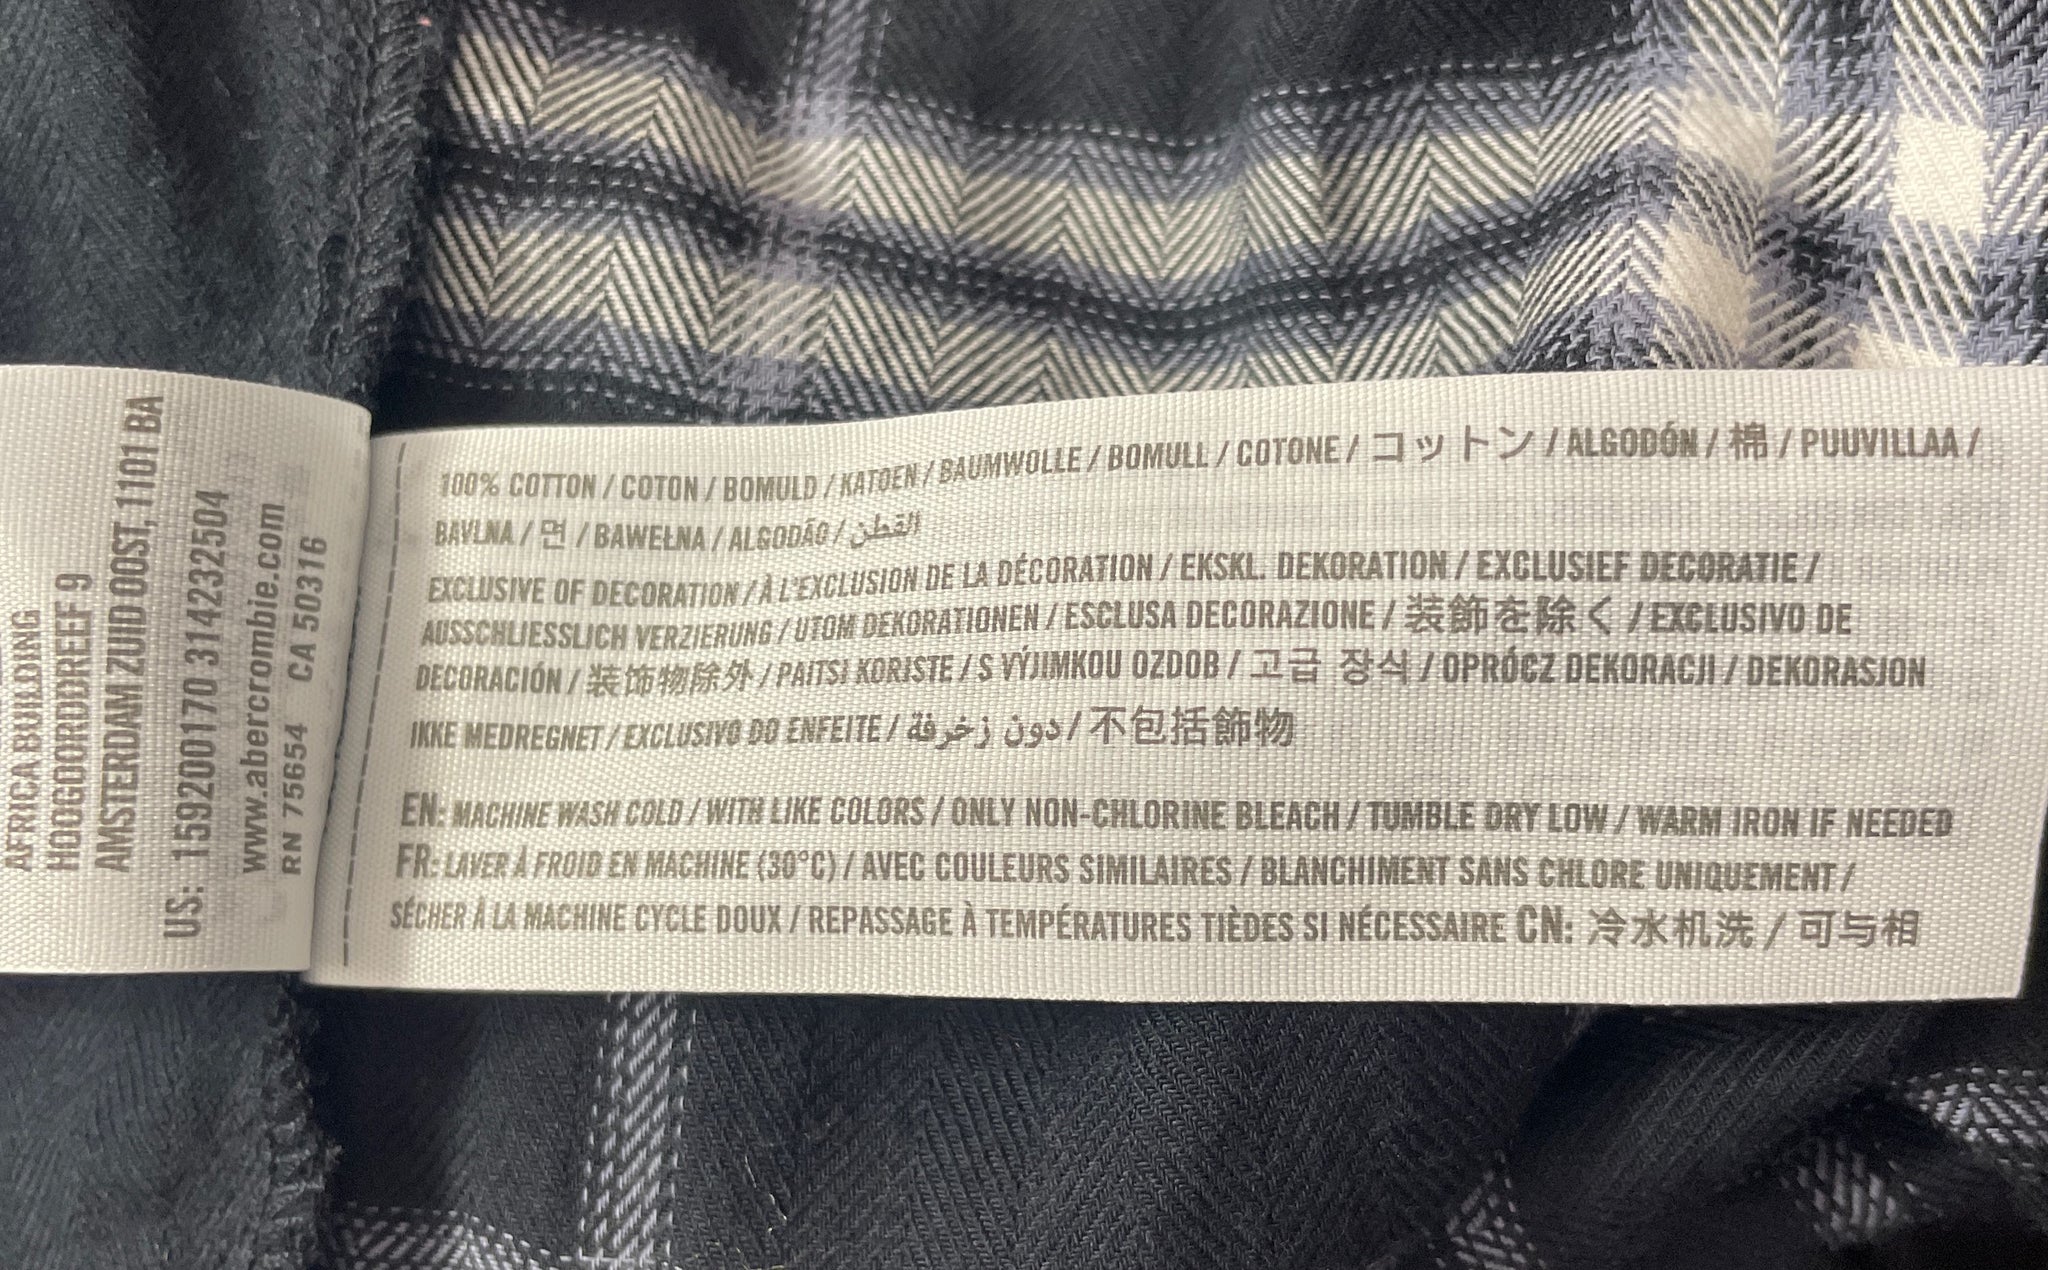 AFRICA BUILDING
HOOGOORDDREEF 9
AMSTERDAM ZUID OOST, 1101 BA
US: 159200170 314232504
www.abercrombie.com
RN 75654 CA 50316
100% COTTON / COTON / BOMULD / KATOEN / BAUMWOLLE / BOMULL / COTONE / コットン / ALGODÓN / 棉 / PUUVILLAA /
BAVLNA / 면 / BAWEŁNA / ALGODÃO / القطن
EXCLUSIVE OF DECORATION / À L'EXCLUSION DE LA DÉCORATION / EKSKL. DEKORATION / EXCLUSIEF DECORATIE /
AUSSCHLIESSLICH VERZIERUNG / UTOM DEKORATIONEN / ESCLUSA DECORAZIONE / 装飾を除く / EXCLUSIVO DE
DECORACIÓN / 装饰物除外 / PAITSI KORISTE / S VÝJIMKOU OZDOB / 고급 장식 / OPRÓCZ DEKORACJI / DEKORASJON
IKKE MEDREGNET / EXCLUSIVO DO ENFEITE / دون زخرفة / 不包括飾物
EN: MACHINE WASH COLD / WITH LIKE COLORS / ONLY NON-CHLORINE BLEACH / TUMBLE DRY LOW / WARM IRON IF NEEDED
FR: LAVER À FROID EN MACHINE (30°C) / AVEC COULEURS SIMILAIRES / BLANCHIMENT SANS CHLORE UNIQUEMENT /
SÉCHER À LA MACHINE CYCLE DOUX / REPASSAGE À TEMPÉRATURES TIÈDES SI NÉCESSAIRE CN: 冷水机洗 / 可与相